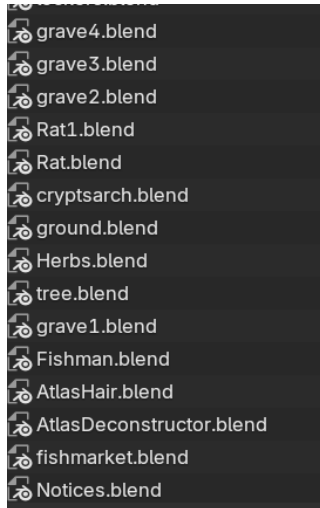 grave4.blend
grave3.blend
grave2.blend
Rat1.blend
Rat.blend
cryptsarch.blend
ground.blend
Herbs.blend
tree.blend
grave1.blend
Fishman.blend
AtlasHair.blend
AtlasDeconstructor.blend
fishmarket.blend
Notices.blend